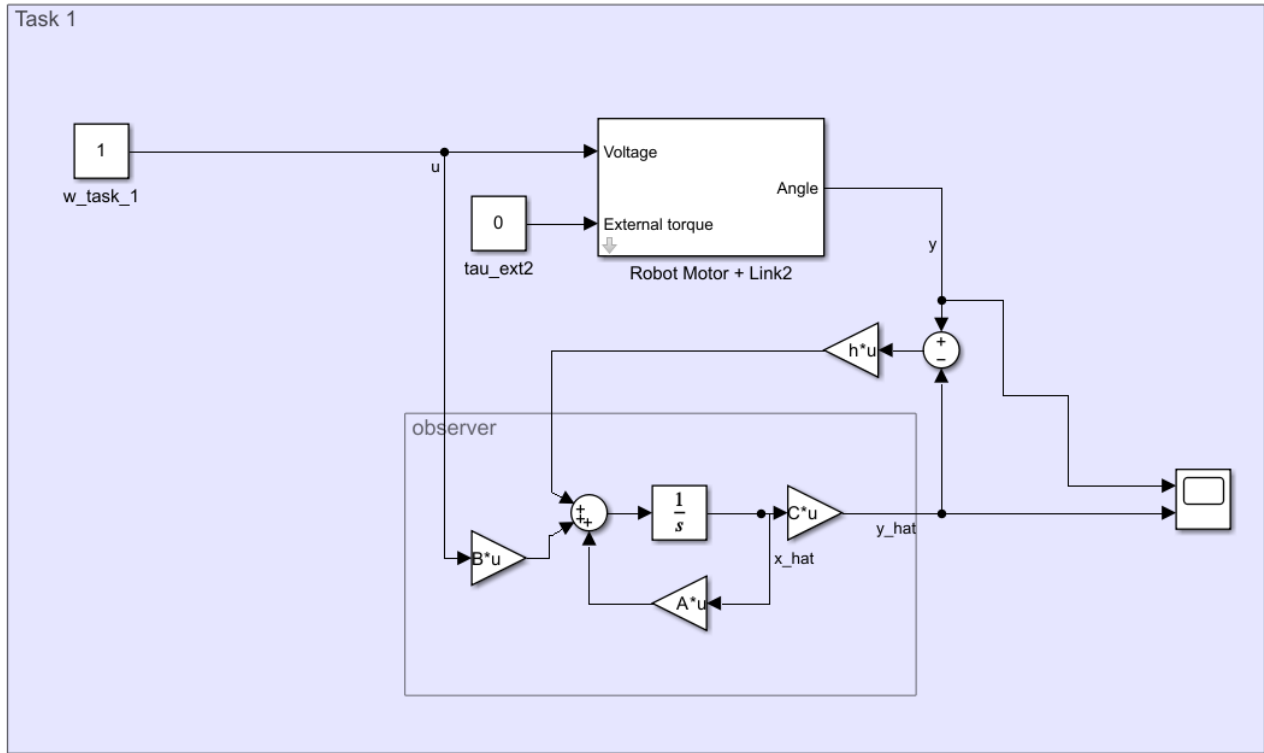 Task 1
1
w_task_1
u
Voltage
Angle
0
External torque
tau_ext2
Robot Motor + Link2
y
+
−
h*u
observer
+
+
+
1
s
C*u
y_hat
B*u
x_hat
A*u